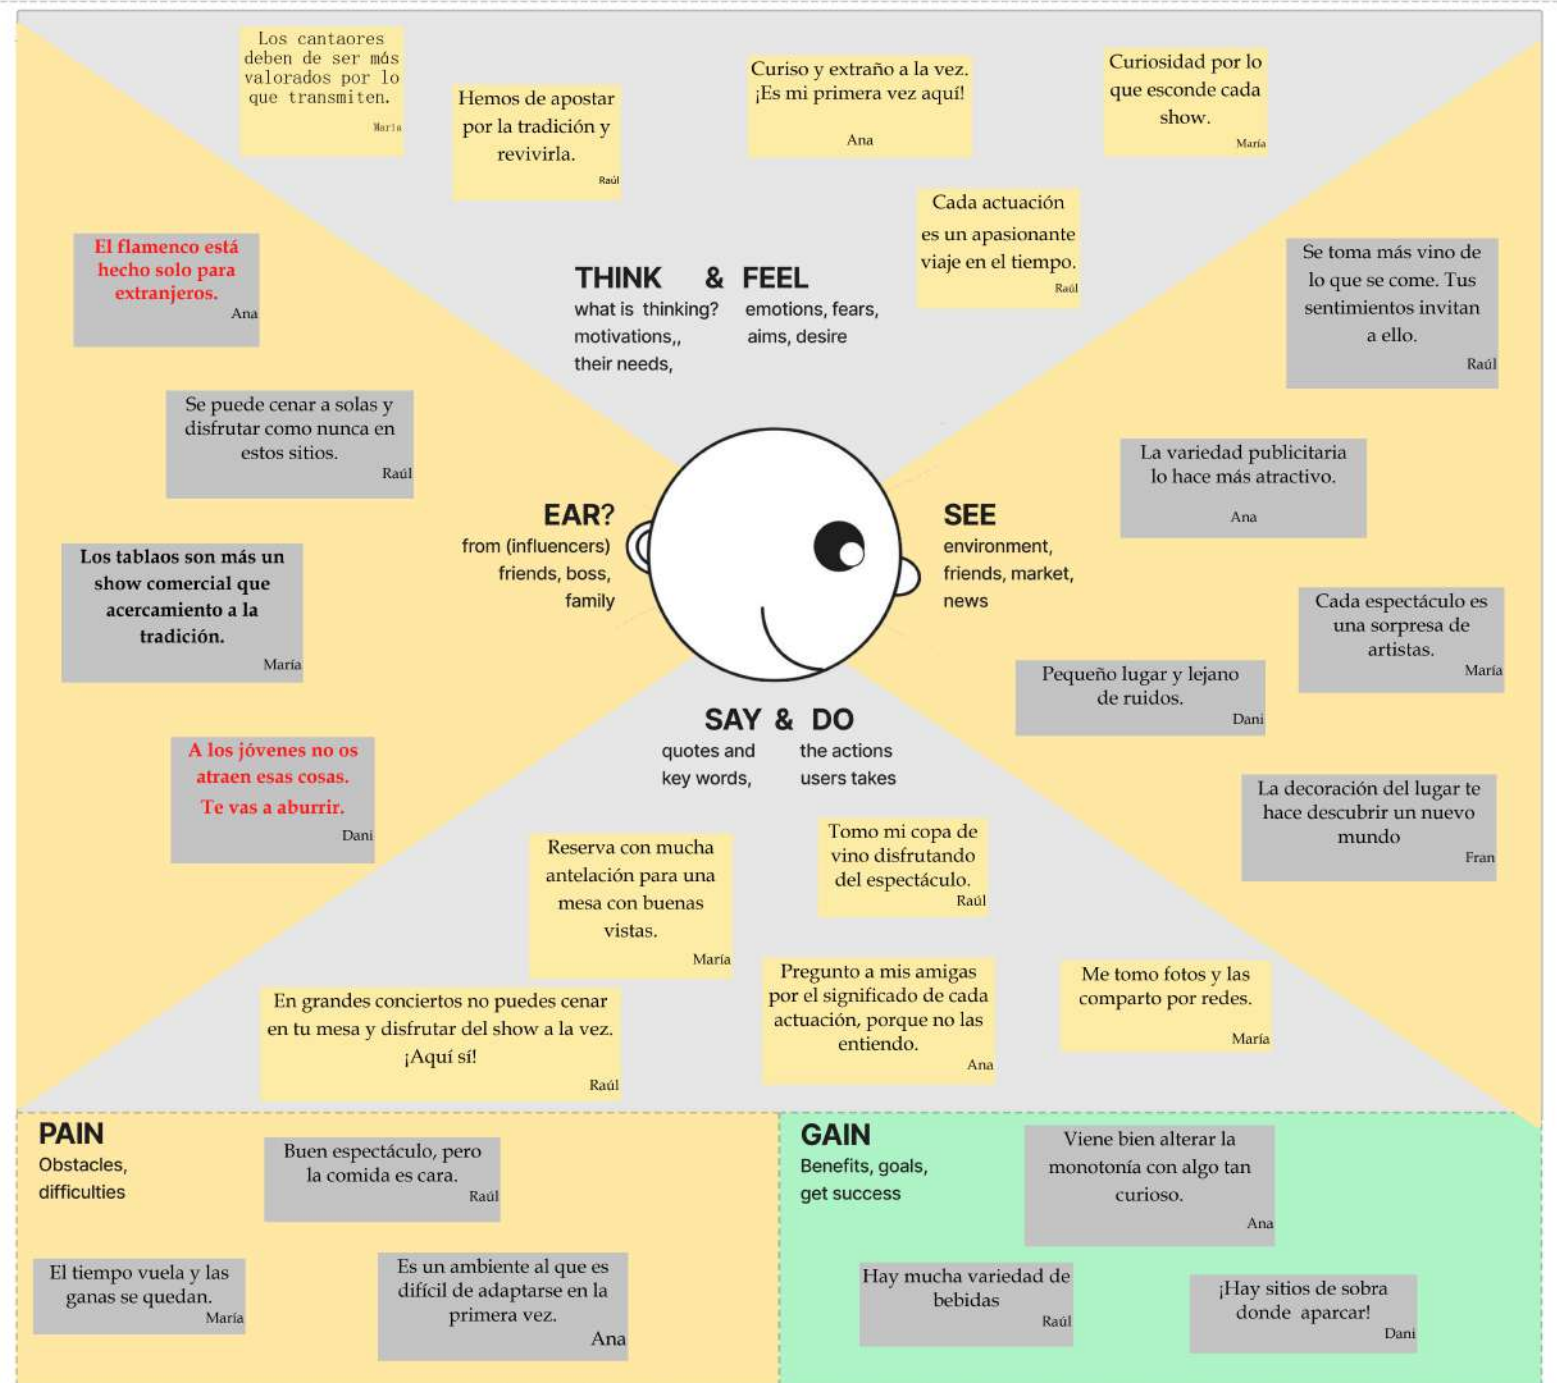 Los cantaores
deben de ser más
valorados por lo
que transmiten.
María
Hemos de apostar
por la tradición y
revivirla.
Raúl
Curiso y extraño a la vez.
¡Es mi primera vez aquí!
Ana
Curiosidad por lo
que esconde cada
show.
María
Cada actuación
es un apasionante
viaje en el tiempo.
Raúl
THINK & FEEL
what is thinking? emotions, fears,
motivations,, aims, desire
their needs,
El flamenco está
hecho solo para
extranjeros.
Ana
Se puede cenar a solas y
disfrutar como nunca en
estos sitios.
Raúl
Los tablaos son más un
show comercial que
acercamiento a la
tradición.
María
A los jóvenes no os
atraen esas cosas.
Te vas a aburrir.
Dani
EAR?
from (influencers)
friends, boss,
family
SEE
environment,
friends, market,
news
Se toma más vino de
lo que se come. Tus
sentimientos invitan
a ello.
Raúl
La variedad publicitaria
lo hace más atractivo.
Ana
Cada espectáculo es
una sorpresa de
artistas.
María
Pequeño lugar y lejano
de ruidos.
Dani
La decoración del lugar te
hace descubrir un nuevo
mundo
Fran
SAY & DO
quotes and the actions
key words, users takes
Reserva con mucha
antelación para una
mesa con buenas
vistas.
María
Tomo mi copa de
vino disfrutando
del espectáculo.
Raúl
En grandes conciertos no puedes cenar
en tu mesa y disfrutar del show a la vez.
¡Aquí sí!
Raúl
Pregunto a mis amigas
por el significado de cada
actuación, porque no las
entiendo.
Ana
Me tomo fotos y las
comparto por redes.
María
PAIN
Obstacles,
difficulties
Buen espectáculo, pero
la comida es cara.
Raúl
El tiempo vuela y las
ganas se quedan.
María
Es un ambiente al que es
difícil de adaptarse en la
primera vez.
Ana
GAIN
Benefits, goals,
get success
Viene bien alterar la
monotonía con algo tan
curioso.
Ana
Hay mucha variedad de
bebidas
Raúl
¡Hay sitios de sobra
donde aparcar!
Dani